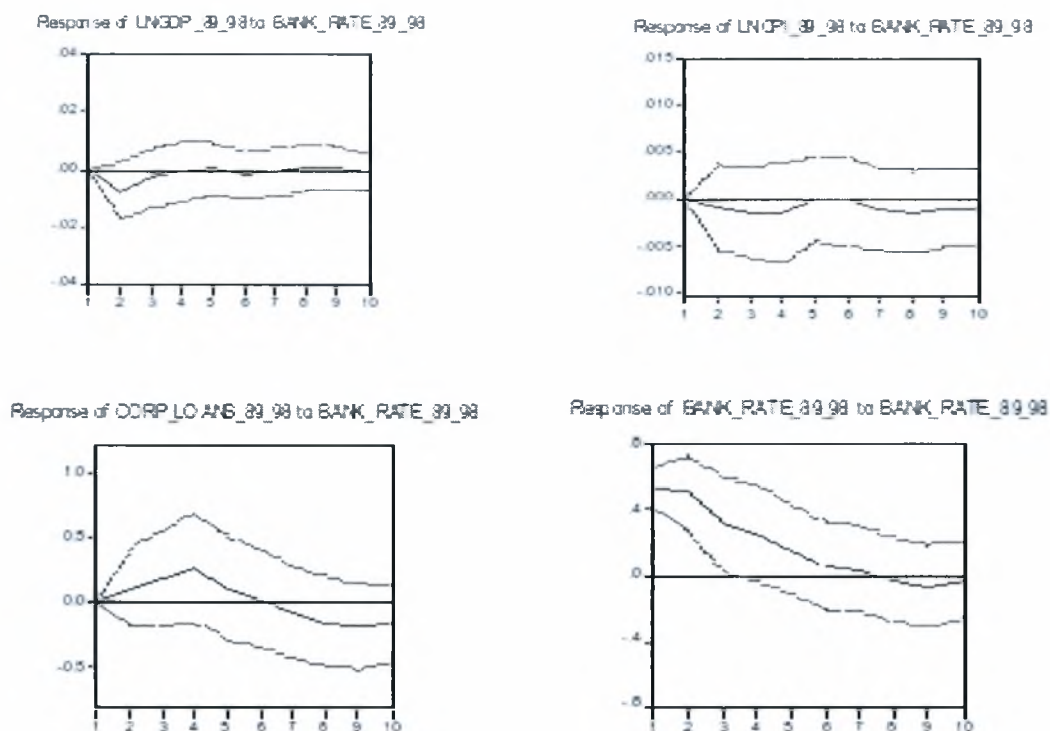 Response of LNGDP_89_98 to BANK_RATE_89_98
.04
.02
.00
-.02
-.04
1 2 3 4 5 6 7 8 9 10
Response of LNCPI_89_98 to BANK_RATE_89_98
.015
.010
.005
.000
-.005
-.010
1 2 3 4 5 6 7 8 9 10
Response of CORP_LOANS_89_98 to BANK_RATE_89_98
1.0
0.5
0.0
-0.5
1 2 3 4 5 6 7 8 9 10
Response of BANK_RATE_89_98 to BANK_RATE_89_98
.8
.4
.0
-.4
-.8
1 2 3 4 5 6 7 8 9 10